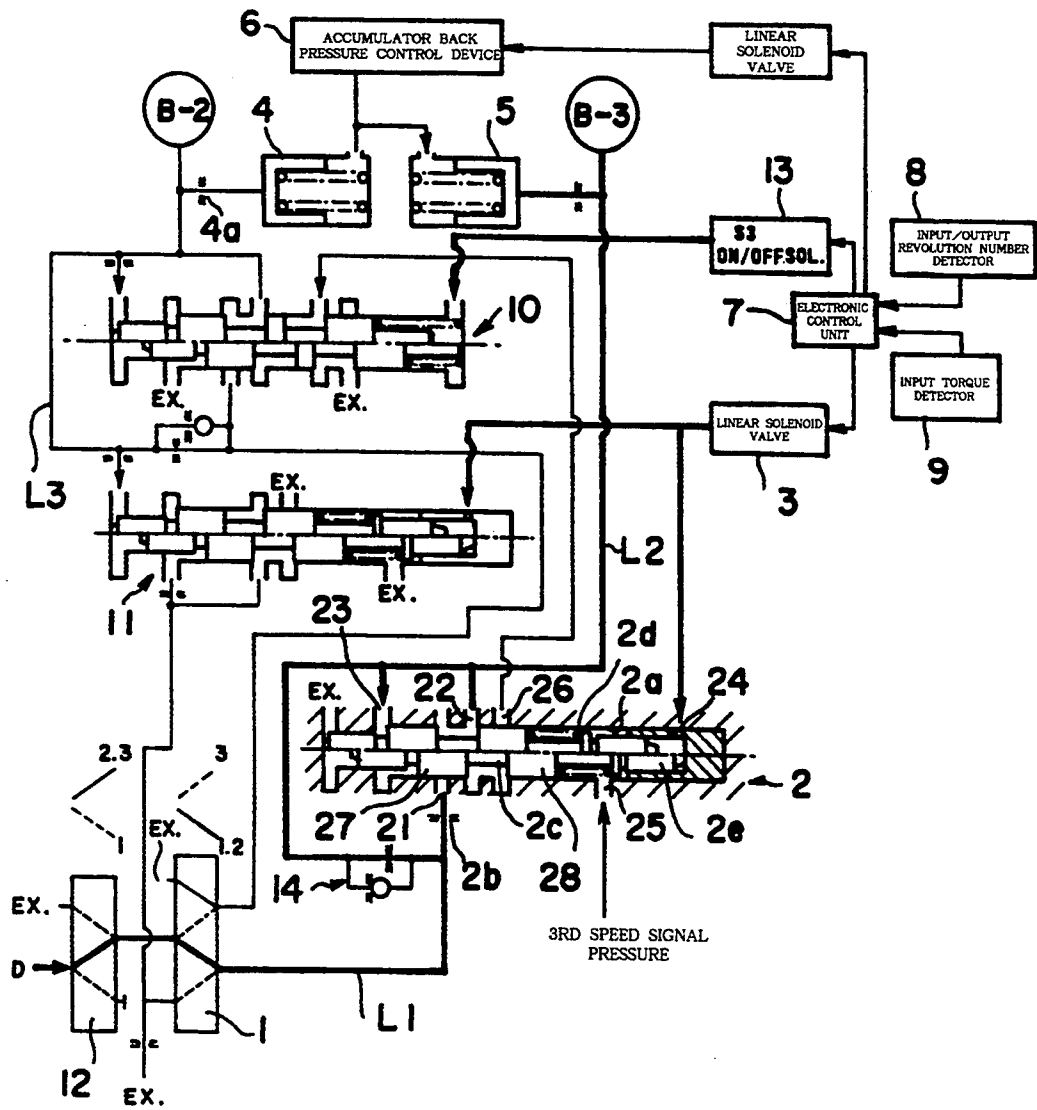 6
ACCUMULATOR BACK
PRESSURE CONTROL DEVICE
LINEAR
SOLENOID
VALVE
B-2
4
5
B-3
4a
13
S3
ON/OFF.SOL.
8
INPUT/OUTPUT
REVOLUTION NUMBER
DETECTOR
10
7
ELECTRONIC
CONTROL
UNIT
EX.
EX.
INPUT TORQUE
DETECTOR
9
LINEAR SOLENOID
VALVE
3
L3
EX.
EX.
11
L2
23
22
26
2d
2a
24
EX.
2
27
21
2c
28
25
2e
2b
14
3RD SPEED SIGNAL
PRESSURE
2.3
1
3
EX.
1.2
EX.
D
L1
12
1
EX.